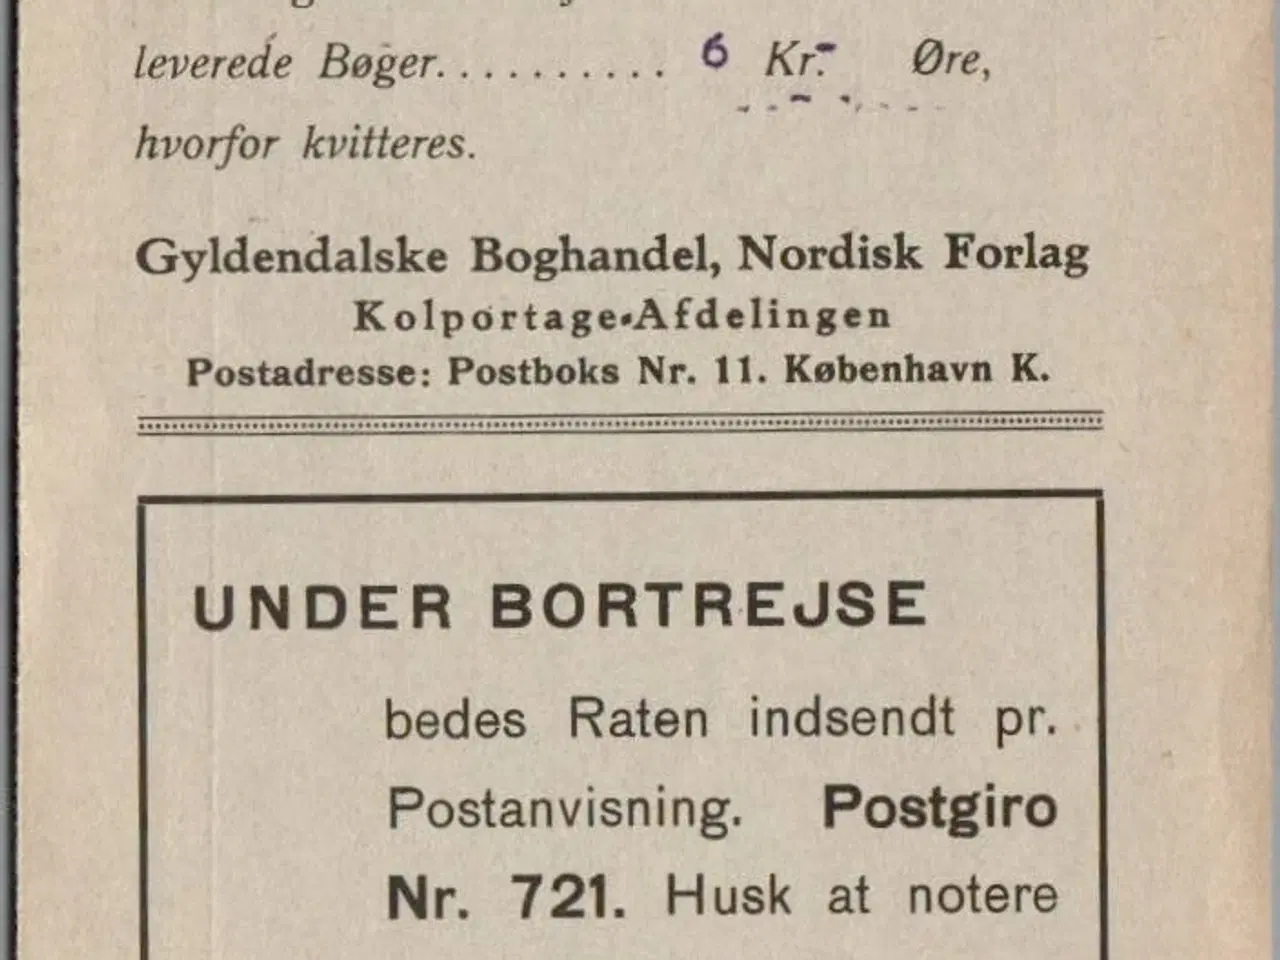 leverede Bøger.......... 6 Kr.- Øre,
hvorfor kvitteres.
Gyldendalske Boghandel, Nordisk Forlag
Kolportage-Afdelingen
Postadresse: Postboks Nr. 11. København K.
UNDER BORTREJSE
bedes Raten indsendt pr.
Postanvisning. Postgiro
Nr. 721. Husk at notere